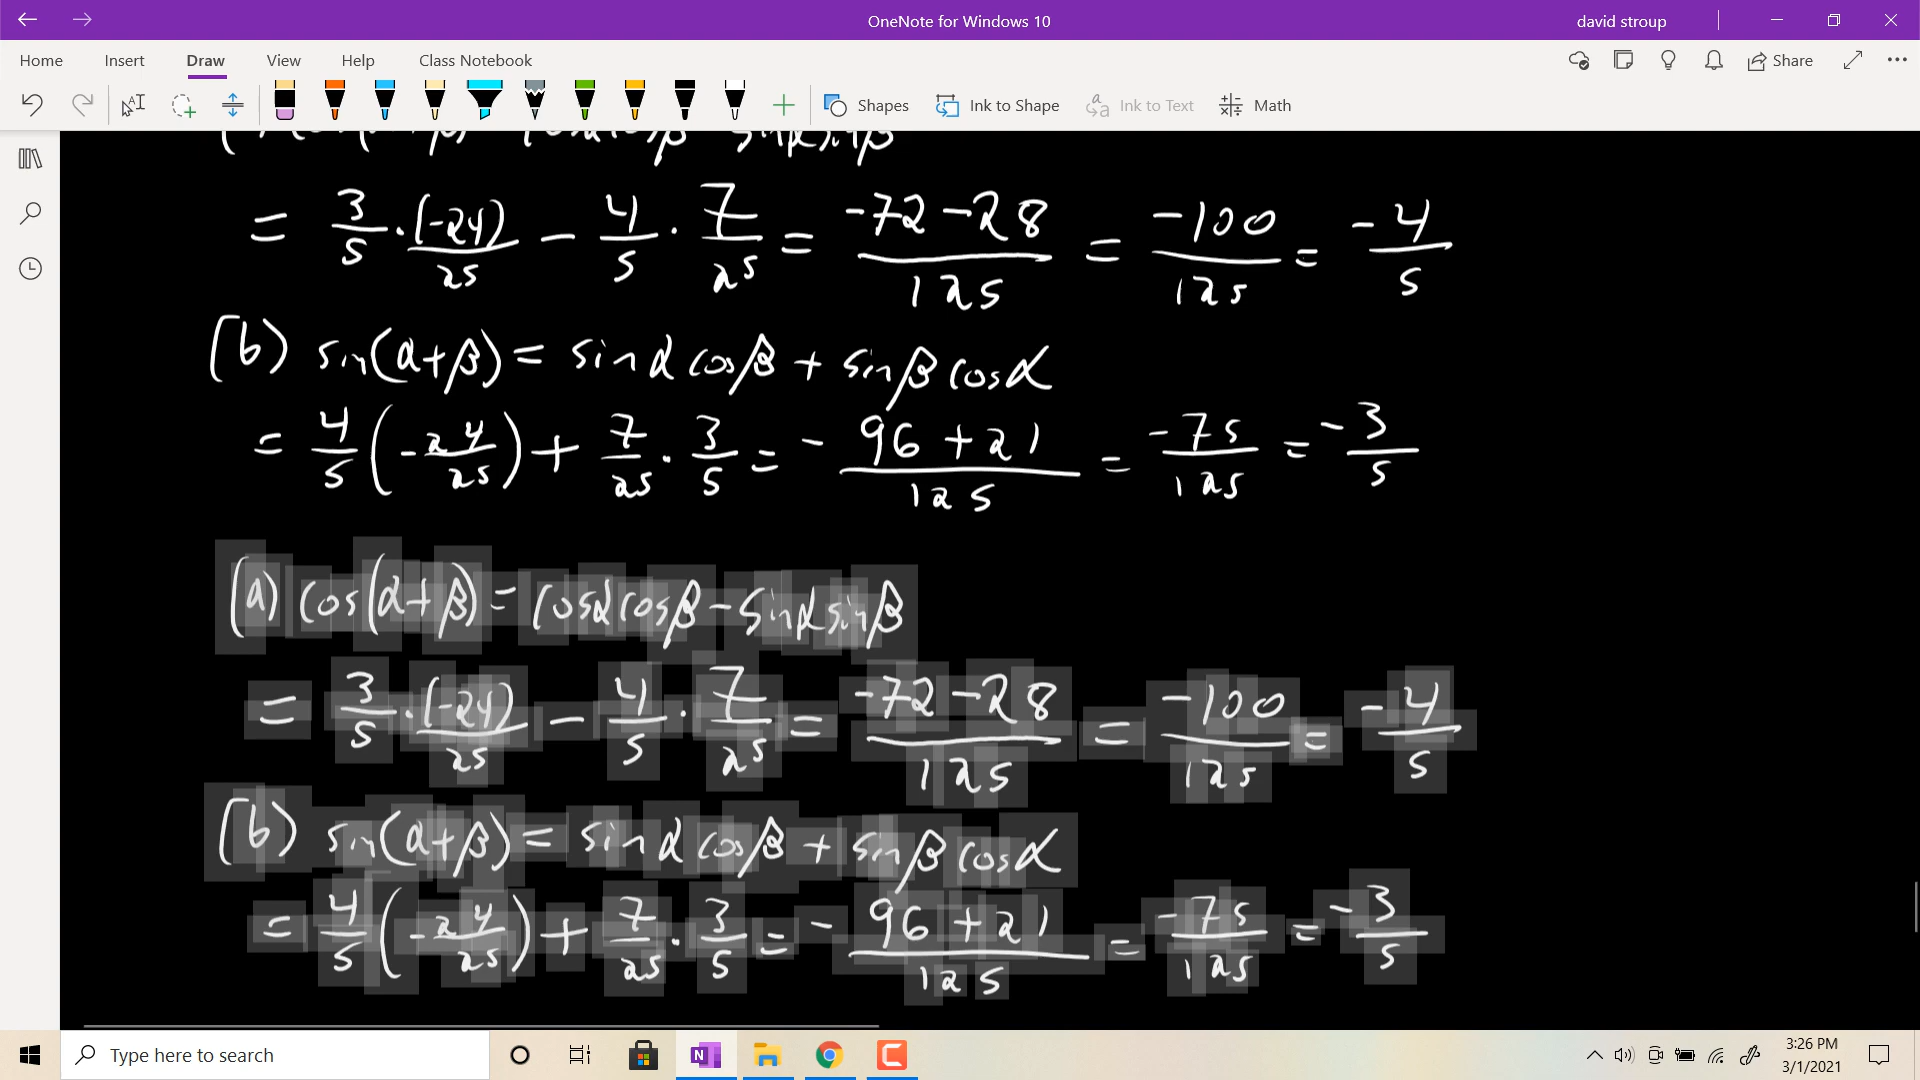 OneNote for Windows 10
david stroup
Home Insert Draw View Help Class Notebook
Share
Shapes Ink to Shape Ink to Text Math
cosα cosβ - sinα sinβ
= 3/5 · (-24)/25 - 4/5 · 7/25 = -72-28/125 = -100/125 = -4/5
(b) sin(α+β) = sinα cosβ + sinβ cosα
= 4/5 (-24/25) + 7/25 · 3/5 = - 96+21/125 = -75/125 = -3/5
(a) cos(α+β) = cosα cosβ - sinα sinβ
= 3/5 · (-24)/25 - 4/5 · 7/25 = -72-28/125 = -100/125 = -4/5
(b) sin(α+β) = sinα cosβ + sinβ cosα
= 4/5 (-24/25) + 7/25 · 3/5 = - 96+21/125 = -75/125 = -3/5
Type here to search
3:26 PM
3/1/2021